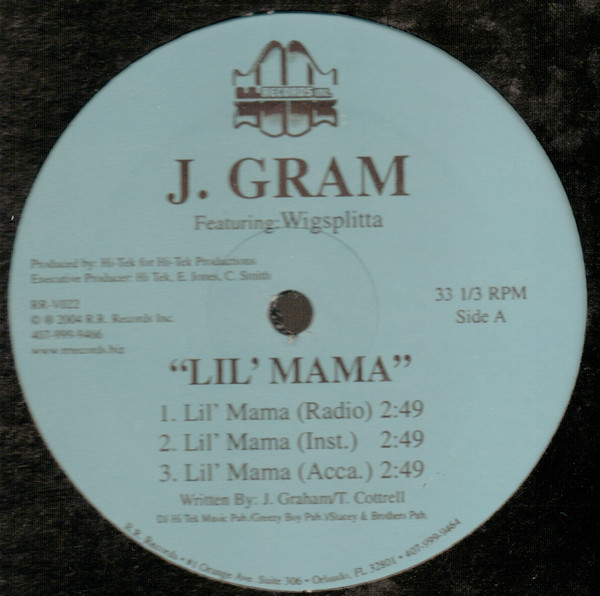 R.R. RECORDS INC.
J. GRAM
Featuring: Wigsplitta
Produced by: Hi-Tek for Hi-Tek Productions
Executive Producer: Hi Tek, E. Jones, C. Smith
RR-V022
© ℗ 2004 R.R. Records Inc.
407-999-9466
www.rrrecords.biz
33 1/3 RPM
Side A
“LIL’ MAMA”
1. Lil’ Mama (Radio) 2:49
2. Lil’ Mama (Inst.) 2:49
3. Lil’ Mama (Acca.) 2:49
Written By: J. Graham/T. Cottrell
DJ Hi Tek Music Pub./Greezy Boy Pub./Stacey & Brothers Pub.
R.R. Records • #1 Orange Ave. Suite 306 • Orlando, FL 32801 • 407-999-9464